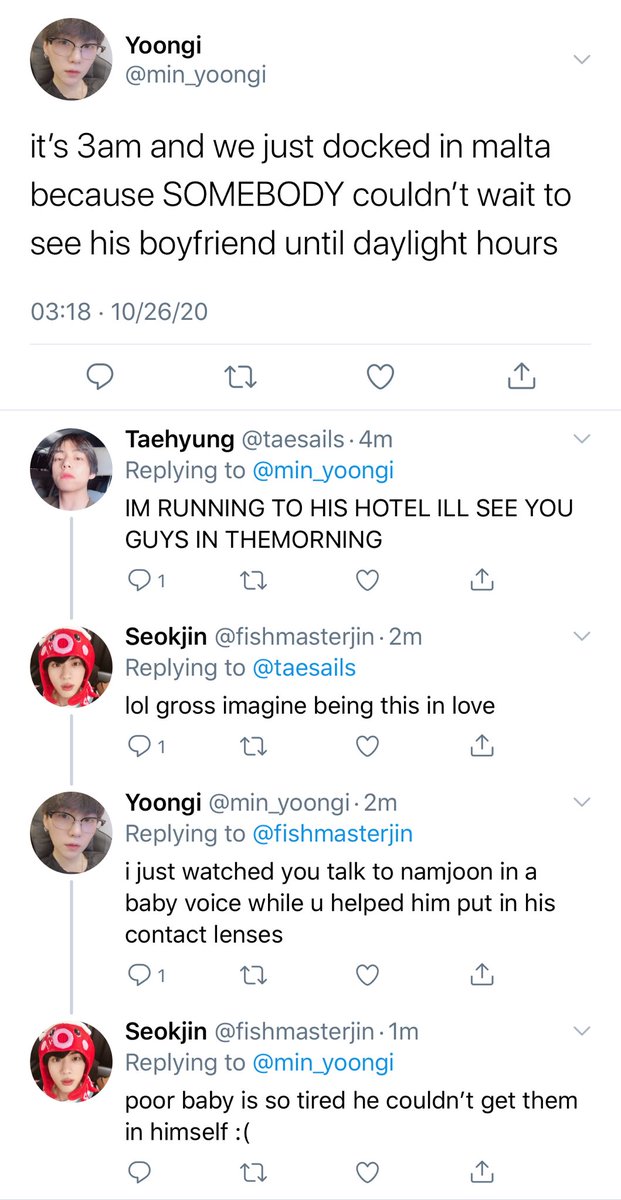 Yoongi
@min_yoongi
it's 3am and we just docked in malta
because SOMEBODY couldn't wait to
see his boyfriend until daylight hours
03:18 · 10/26/20
Taehyung @taesails · 4m
Replying to @min_yoongi
IM RUNNING TO HIS HOTEL ILL SEE YOU
GUYS IN THEMORNING
1
Seokjin @fishmasterjin · 2m
Replying to @taesails
lol gross imagine being this in love
1
Yoongi @min_yoongi · 2m
Replying to @fishmasterjin
i just watched you talk to namjoon in a
baby voice while u helped him put in his
contact lenses
1
Seokjin @fishmasterjin · 1m
Replying to @min_yoongi
poor baby is so tired he couldn't get them
in himself :(